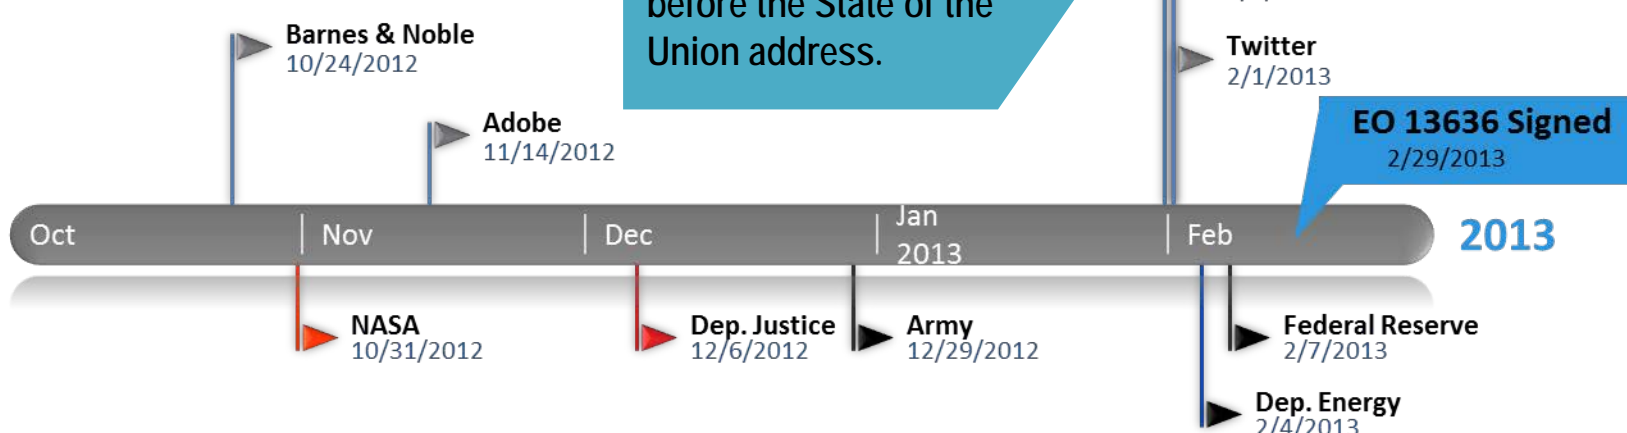 before the State of the
Union address.
Barnes & Noble
10/24/2012
Twitter
2/1/2013
Adobe
11/14/2012
EO 13636 Signed
2/29/2013
Oct
Nov
Dec
Jan
2013
Feb
2013
NASA
10/31/2012
Dep. Justice
12/6/2012
Army
12/29/2012
Federal Reserve
2/7/2013
Dep. Energy
2/4/2013